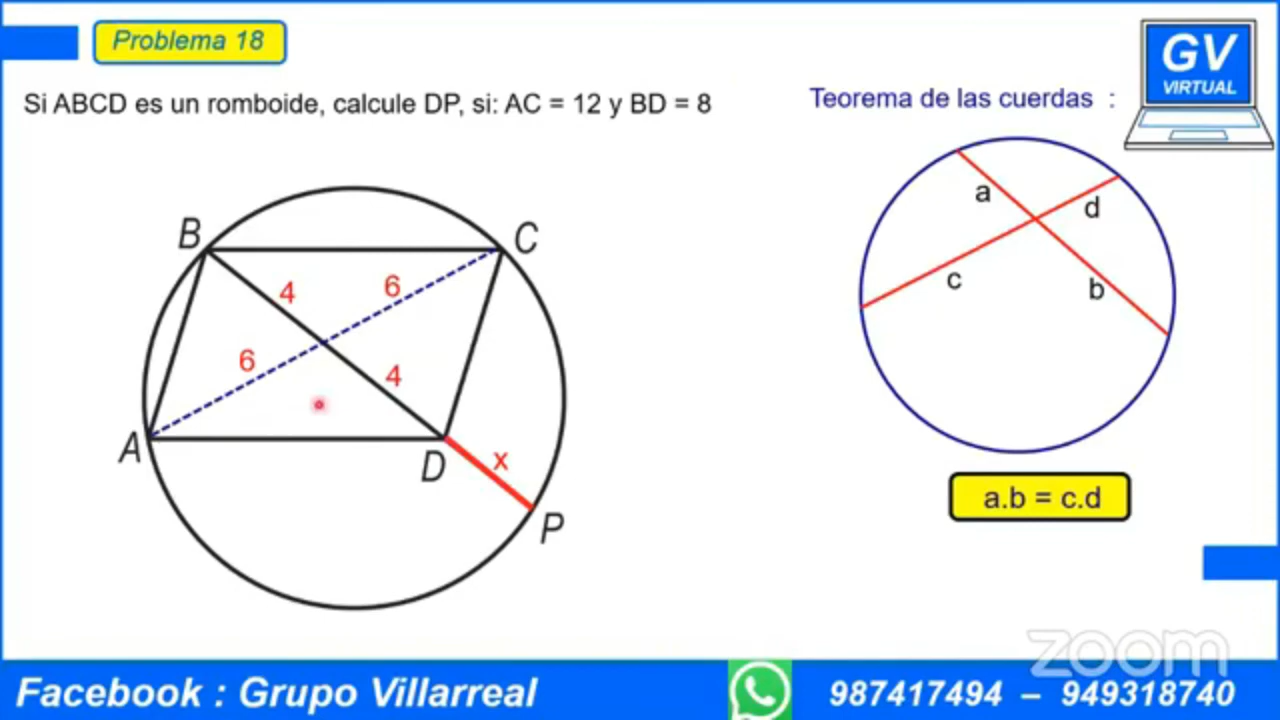 Problema 18
GV
VIRTUAL
Si ABCD es un romboide, calcule DP, si: AC = 12 y BD = 8
Teorema de las cuerdas :
B
C
4
6
6
4
A
D
x
P
a
d
c
b
a.b = c.d
zoom
Facebook : Grupo Villarreal
987417494 – 949318740